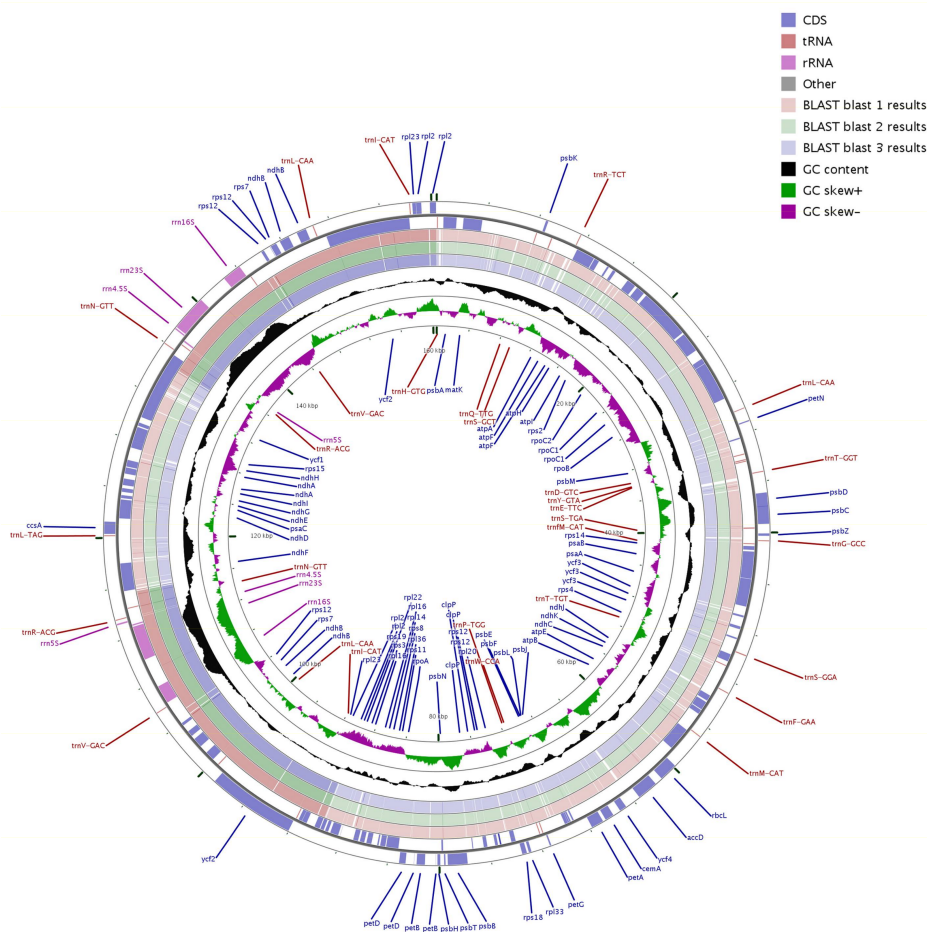 CDS
tRNA
rRNA
Other
BLAST blast 1 results
BLAST blast 2 results
BLAST blast 3 results
GC content
GC skew+
GC skew-
trnI-CAT
rpl23
rpl2
rpl2
psbK
trnR-TCT
trnL-CAA
ndhB
ndhB
rps7
rps12
rps12
rrn16S
rrn23S
rrn4.5S
trnN-GTT
ccsA
trnL-TAG
trnR-ACG
rrn5S
trnV-GAC
ycf2
trnL-CAA
petN
trnT-GGT
psbD
psbC
psbZ
trnG-GCC
trnS-GGA
trnF-GAA
trnM-CAT
rbcL
accD
ycf4
cemA
petA
petG
rpl33
rps18
psbB
psbT
psbH
petB
petB
petD
petD
160 kbp
trnH-GTG
psbA
matK
ycf2
140 kbp
trnV-GAC
20 kbp
trnQ-TTG
trnS-GCT
atpA
atpF
atpF
atpH
atpI
rps2
rpoC2
rpoC1
rpoC1
rpoB
rrn5S
trnR-ACG
ycf1
rps15
ndhH
ndhA
ndhA
ndhI
ndhG
ndhE
psaC
ndhD
120 kbp
ndhF
trnN-GTT
rrn4.5S
rrn23S
rrn16S
rps12
rps7
ndhB
ndhB
trnL-CAA
trnI-CAT
rpl23
100 kbp
psbM
trnD-GTC
trnY-GTA
trnE-TTC
trnS-TGA
trnfM-CAT
40 kbp
rps14
psaB
psaA
ycf3
ycf3
ycf3
rps4
trnT-TGT
ndhJ
ndhK
ndhC
atpE
atpB
60 kbp
rpl22
rpl16
rpl2
rpl14
rpl2
rps8
rps19
rpl36
rps3
rps11
rpl16
rpoA
clpP
clpP
trnP-TGG
rps12
rps12
psbE
psbF
rpl20
psbL
psbJ
clpP
trnW-CCA
psbN
80 kbp